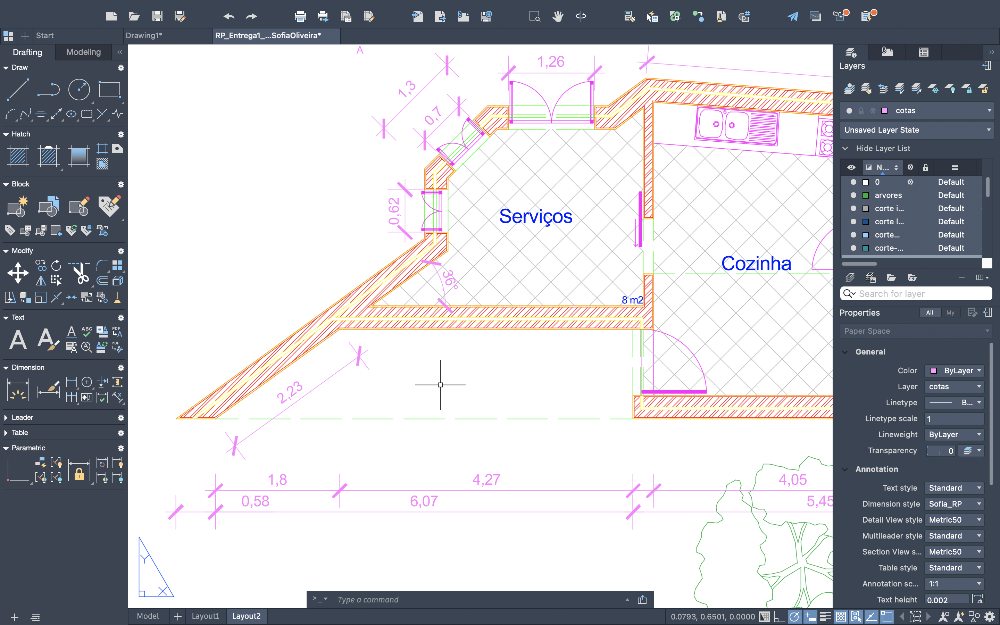 Start
Drawing1*
RP_Entrega1_...SofiaOliveira*
Drafting
Modeling
Draw
Hatch
Block
Modify
Text
A
A
A
ABC
A
PDF
A
A
A
A
PDF
A
Dimension
.1
Leader
Table
Parametric
A
1,3
1,26
0,7
0,62
Serviços
Cozinha
36°
8 m2
2,23
1,8
4,27
4,05
0,58
6,07
5,45
Y
X
>_
Type a command
Model
Layout1
Layout2
0.0793, 0.6501, 0.0000
Layers
cotas
Unsaved Layer State
Hide Layer List
N...
0 Default
arvores Default
corte i... Default
corte l... Default
corte... Default
corte-... Default
Search for layer
Properties
All
My
Paper Space
General
Color ByLayer
Layer cotas
Linetype B...
Linetype scale 1
Lineweight ByLayer
Transparency 0
Annotation
Text style Standard
Dimension style Sofia_RP
Detail View style Metric50
Multileader style Standard
Section View s... Metric50
Table style Standard
Annotation sc... 1:1
Text height 0.002